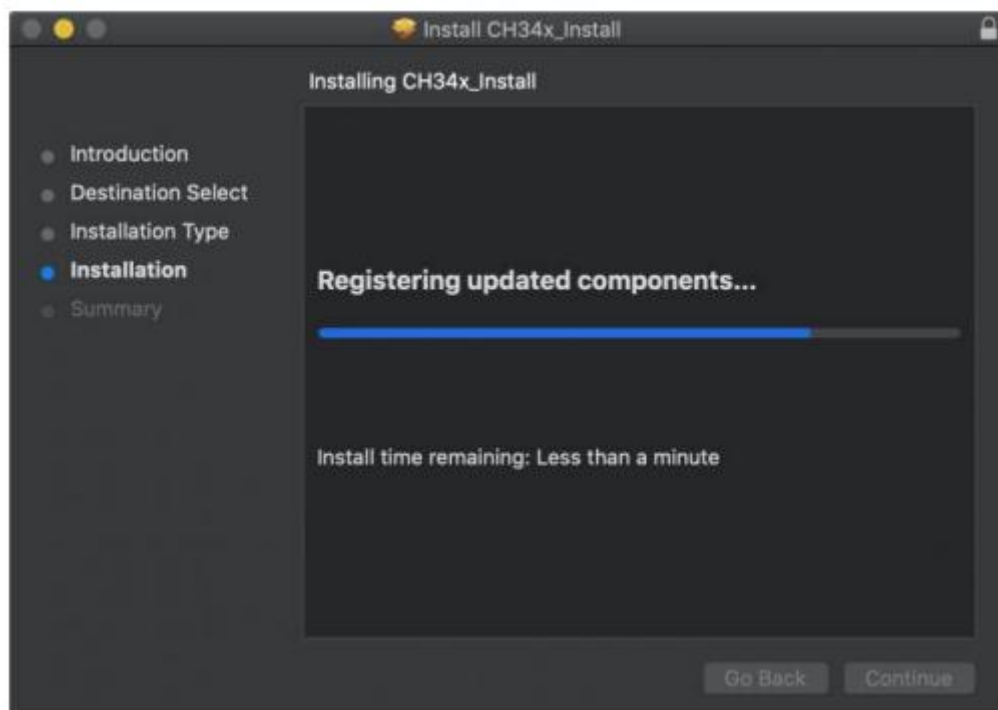 Install CH34x_Install
Installing CH34x_Install
Introduction
Destination Select
Installation Type
Installation
Summary
Registering updated components...
Install time remaining: Less than a minute
Go Back
Continue